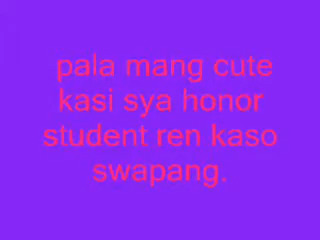 pala mang cute
kasi sya honor
student ren kaso
swapang.